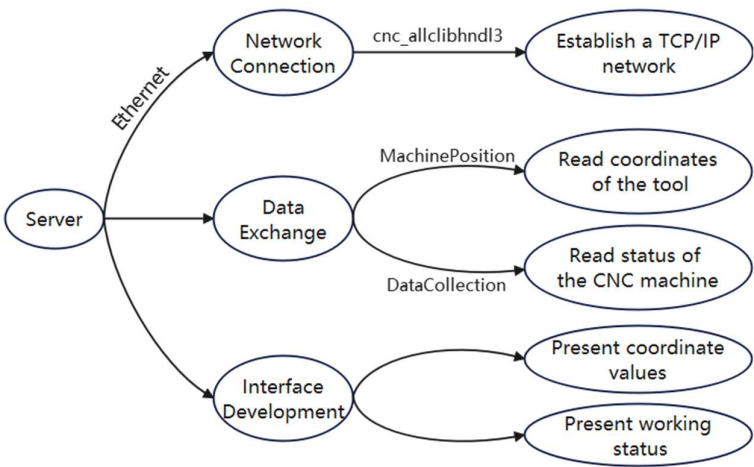 Network
Connection
cnc_allclibhndl3
Establish a TCP/IP
network
Ethernet
MachinePosition
Read coordinates
of the tool
Server
Data
Exchange
Read status of
the CNC machine
DataCollection
Present coordinate
values
Interface
Development
Present working
status